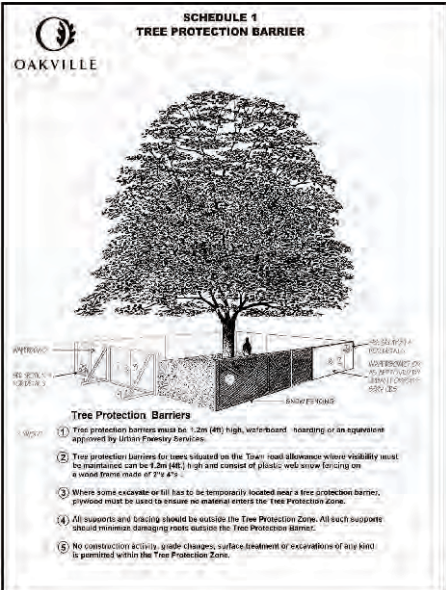 SCHEDULE 1
TREE PROTECTION BARRIER
OAKVILLE
SNOW FENCING
Tree Protection Barriers
1 Tree protection barriers must be 1.2m (4ft) high, waferboard hoarding or an equivalent
approved by Urban Forestry Services.
2 Tree protection barriers for trees situated on the Town road allowance where visibility must
be maintained can be 1.2m (4ft.) high and consist of plastic web snow fencing on
a wood frame made of 2"x 4"s .
3 Where some excavate or fill has to be temporarily located near a tree protection barrier,
plywood must be used to ensure no material enters the Tree Protection Zone.
4 All supports and bracing should be outside the Tree Protection Zone. All such supports
should minimize damaging roots outside the Tree Protection Barrier.
5 No construction activity, grade changes, surface treatment or excavations of any kind
is permitted within the Tree Protection Zone.